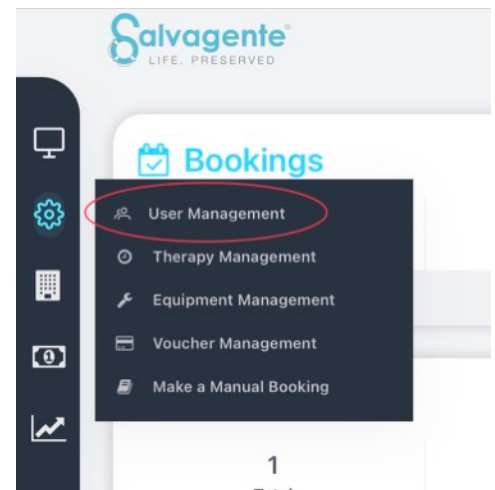 Salvagente®
LIFE. PRESERVED
Bookings
User Management
Therapy Management
Equipment Management
Voucher Management
Make a Manual Booking
1